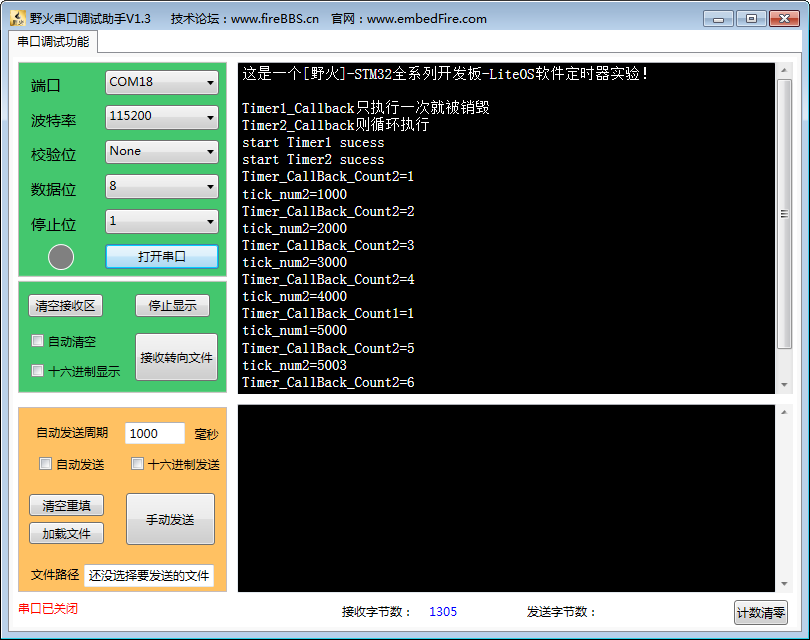 野火串口调试助手V1.3 技术论坛：www.fireBBS.cn 官网：www.embedFire.com
串口调试功能
端口 COM18
波特率 115200
校验位 None
数据位 8
停止位 1
打开串口
清空接收区 停止显示
自动清空
接收转向文件
十六进制显示
自动发送周期 1000 毫秒
自动发送 十六进制发送
清空重填
手动发送
加载文件
文件路径 还没选择要发送的文件
这是一个[野火]-STM32全系列开发板-LiteOS软件定时器实验！
Timer1_Callback只执行一次就被销毁
Timer2_Callback则循环执行
start Timer1 sucess
start Timer2 sucess
Timer_CallBack_Count2=1
tick_num2=1000
Timer_CallBack_Count2=2
tick_num2=2000
Timer_CallBack_Count2=3
tick_num2=3000
Timer_CallBack_Count2=4
tick_num2=4000
Timer_CallBack_Count1=1
tick_num1=5000
Timer_CallBack_Count2=5
tick_num2=5003
Timer_CallBack_Count2=6
串口已关闭 接收字节数： 1305 发送字节数： 计数清零